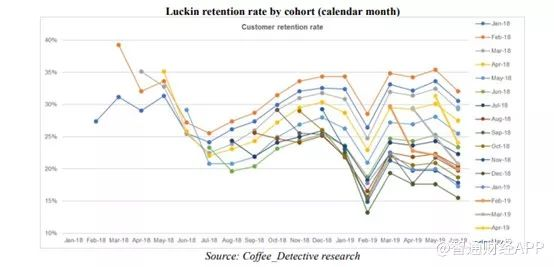 Luckin retention rate by cohort (calendar month)
Customer retention rate
40%
35%
30%
25%
20%
15%
10%
Jan-18 Feb-18 Mar-18 Apr-18 May-18 Jun-18 Jul-18 Aug-18 Sep-18 Oct-18 Nov-18 Dec-18 Jan-19 Feb-19 Mar-19 Apr-19 May-19 Jun-19
Jan-18
Feb-18
Mar-18
Apr-18
May-18
Jun-18
Jul-18
Aug-18
Sep-18
Oct-18
Nov-18
Dec-18
Jan-19
Feb-19
Mar-19
Apr-19
Source: Coffee_Detective research
@智通财经APP